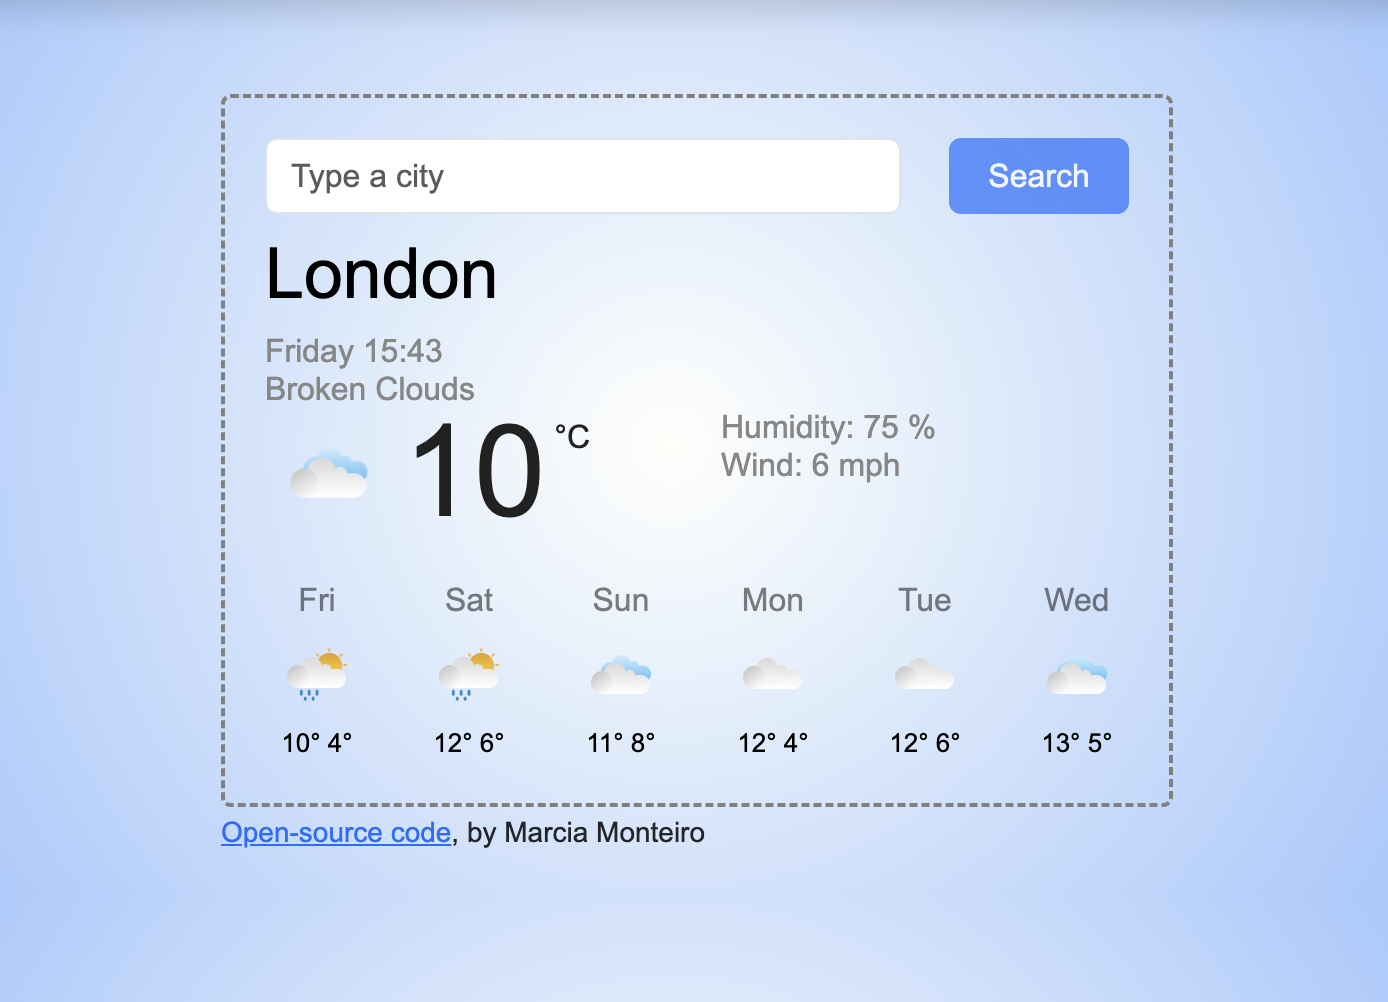 Type a city
Search
London
Friday 15:43
Broken Clouds
10 °C
Humidity: 75 %
Wind: 6 mph
Fri Sat Sun Mon Tue Wed
10° 4° 12° 6° 11° 8° 12° 4° 12° 6° 13° 5°
Open-source code, by Marcia Monteiro